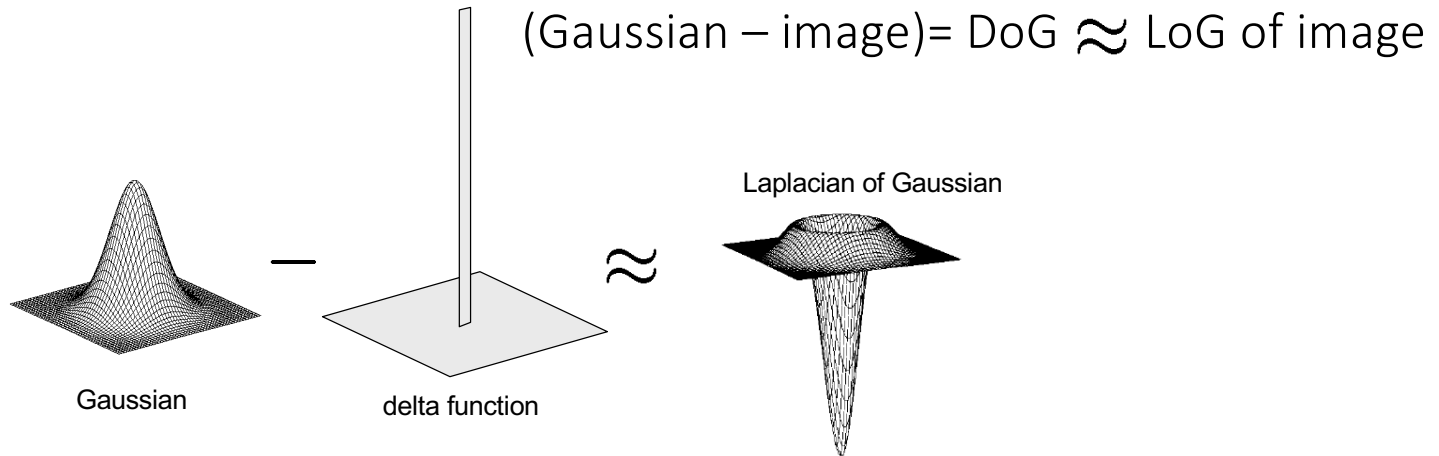 (Gaussian – image)= DoG ≈ LoG of image
Laplacian of Gaussian
– ≈
Gaussian
delta function